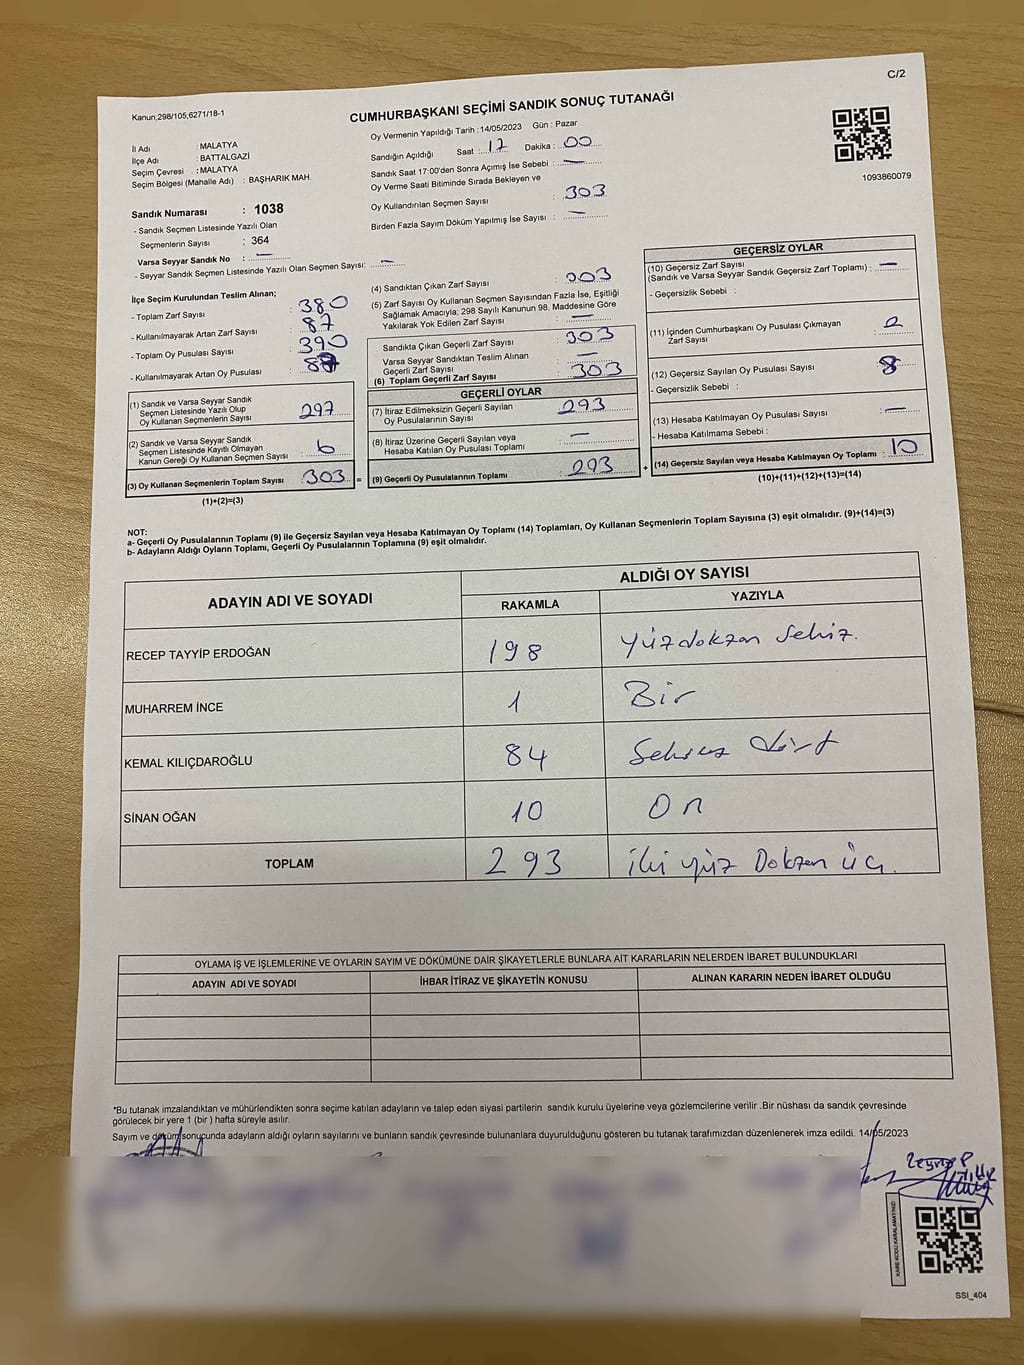 C/2
Kanun,298/105,6271/18-1
CUMHURBAŞKANI SEÇİMİ SANDIK SONUÇ TUTANAĞI
İl Adı : MALATYA
İlçe Adı : BATTALGAZİ
Seçim Çevresi : MALATYA
Seçim Bölgesi (Mahalle Adı) : BAŞHARIK MAH.
Sandık Numarası : 1038
- Sandık Seçmen Listesinde Yazılı Olan
Seçmenlerin Sayısı : 364
Varsa Seyyar Sandık No : —
- Seyyar Sandık Seçmen Listesinde Yazılı Olan Seçmen Sayısı: —
Oy Vermenin Yapıldığı Tarih : 14/05/2023 Gün : Pazar
Sandığın Açıldığı Saat : 17 Dakika : 00
Sandık Saat 17:00'den Sonra Açımış İse Sebebi : —
Oy Verme Saati Bitiminde Sırada Bekleyen ve
Oy Kullandırılan Seçmen Sayısı : 303
Birden Fazla Sayım Döküm Yapılmış İse Sayısı : —
1093860079
İlçe Seçim Kurulundan Teslim Alınan;
- Toplam Zarf Sayısı : 380
- Kullanılmayarak Artan Zarf Sayısı : 87
- Toplam Oy Pusulası Sayısı : 390
- Kullanılmayarak Artan Oy Pusulası :
(1) Sandık ve Varsa Seyyar Sandık
Seçmen Listesinde Yazılı Olup
Oy Kullanan Seçmenlerin Sayısı : 297
(2) Sandık ve Varsa Seyyar Sandık
Seçmen Listesinde Kayıtlı Olmayan
Kanun Gereği Oy Kullanan Seçmen Sayısı : 6
(3) Oy Kullanan Seçmenlerin Toplam Sayısı : 303 =
(1)+(2)=(3)
(4) Sandıktan Çıkan Zarf Sayısı : 303
(5) Zarf Sayısı Oy Kullanan Seçmen Sayısından Fazla İse, Eşitliği
Sağlamak Amacıyla; 298 Sayılı Kanunun 98. Maddesine Göre
Yakılarak Yok Edilen Zarf Sayısı : —
Sandıkta Çıkan Geçerli Zarf Sayısı : 303
Varsa Seyyar Sandıktan Teslim Alınan
Geçerli Zarf Sayısı : —
(6) Toplam Geçerli Zarf Sayısı : 303
GEÇERLİ OYLAR
(7) İtiraz Edilmeksizin Geçerli Sayılan
Oy Pusulalarının Sayısı : 293
(8) İtiraz Üzerine Geçerli Sayılan veya
Hesaba Katılan Oy Pusulası Toplamı : —
(9) Geçerli Oy Pusulalarının Toplamı : 293 +
GEÇERSİZ OYLAR
(10) Geçersiz Zarf Sayısı
(Sandık ve Varsa Seyyar Sandık Geçersiz Zarf Toplamı) : —
- Geçersizlik Sebebi :
(11) İçinden Cumhurbaşkanı Oy Pusulası Çıkmayan
Zarf Sayısı : 2
(12) Geçersiz Sayılan Oy Pusulası Sayısı : 8
- Geçersizlik Sebebi :
(13) Hesaba Katılmayan Oy Pusulası Sayısı : —
- Hesaba Katılmama Sebebi :
(14) Geçersiz Sayılan veya Hesaba Katılmayan Oy Toplamı : 10
(10)+(11)+(12)+(13)=(14)
NOT:
a- Geçerli Oy Pusulalarının Toplamı (9) ile Geçersiz Sayılan veya Hesaba Katılmayan Oy Toplamı (14) Toplamları, Oy Kullanan Seçmenlerin Toplam Sayısına (3) eşit olmalıdır. (9)+(14)=(3)
b- Adayların Aldığı Oyların Toplamı, Geçerli Oy Pusulalarının Toplamına (9) eşit olmalıdır.
ADAYIN ADI VE SOYADI
ALDIĞI OY SAYISI
RAKAMLA YAZIYLA
RECEP TAYYİP ERDOĞAN 198 Yüzdokzan Sekiz.
MUHARREM İNCE 1 Bir
KEMAL KILIÇDAROĞLU 84 Seksen dört
SİNAN OĞAN 10 On
TOPLAM 293 İki yüz Dokzan üç.
OYLAMA İŞ VE İŞLEMLERİNE VE OYLARIN SAYIM VE DÖKÜMÜNE DAİR ŞİKAYETLERLE BUNLARA AİT KARARLARIN NELERDEN İBARET BULUNDUKLARI
ADAYIN ADI VE SOYADI İHBAR İTİRAZ VE ŞİKAYETİN KONUSU ALINAN KARARIN NEDEN İBARET OLDUĞU
*Bu tutanak imzalandıktan ve mühürlendikten sonra seçime katılan adayların ve talep eden siyasi partilerin sandık kurulu üyelerine veya gözlemcilerine verilir .Bir nüshası da sandık çevresinde
görülecek bir yere 1 (bir ) hafta süreyle asılır.
Sayım ve döküm sonucunda adayların aldığı oyların sayılarını ve bunların sandık çevresinde bulunanlara duyurulduğunu gösteren bu tutanak tarafımızdan düzenlenerek imza edildi. 14/05/2023
KARE KODU KARALAMAYINIZ!
SSI_404